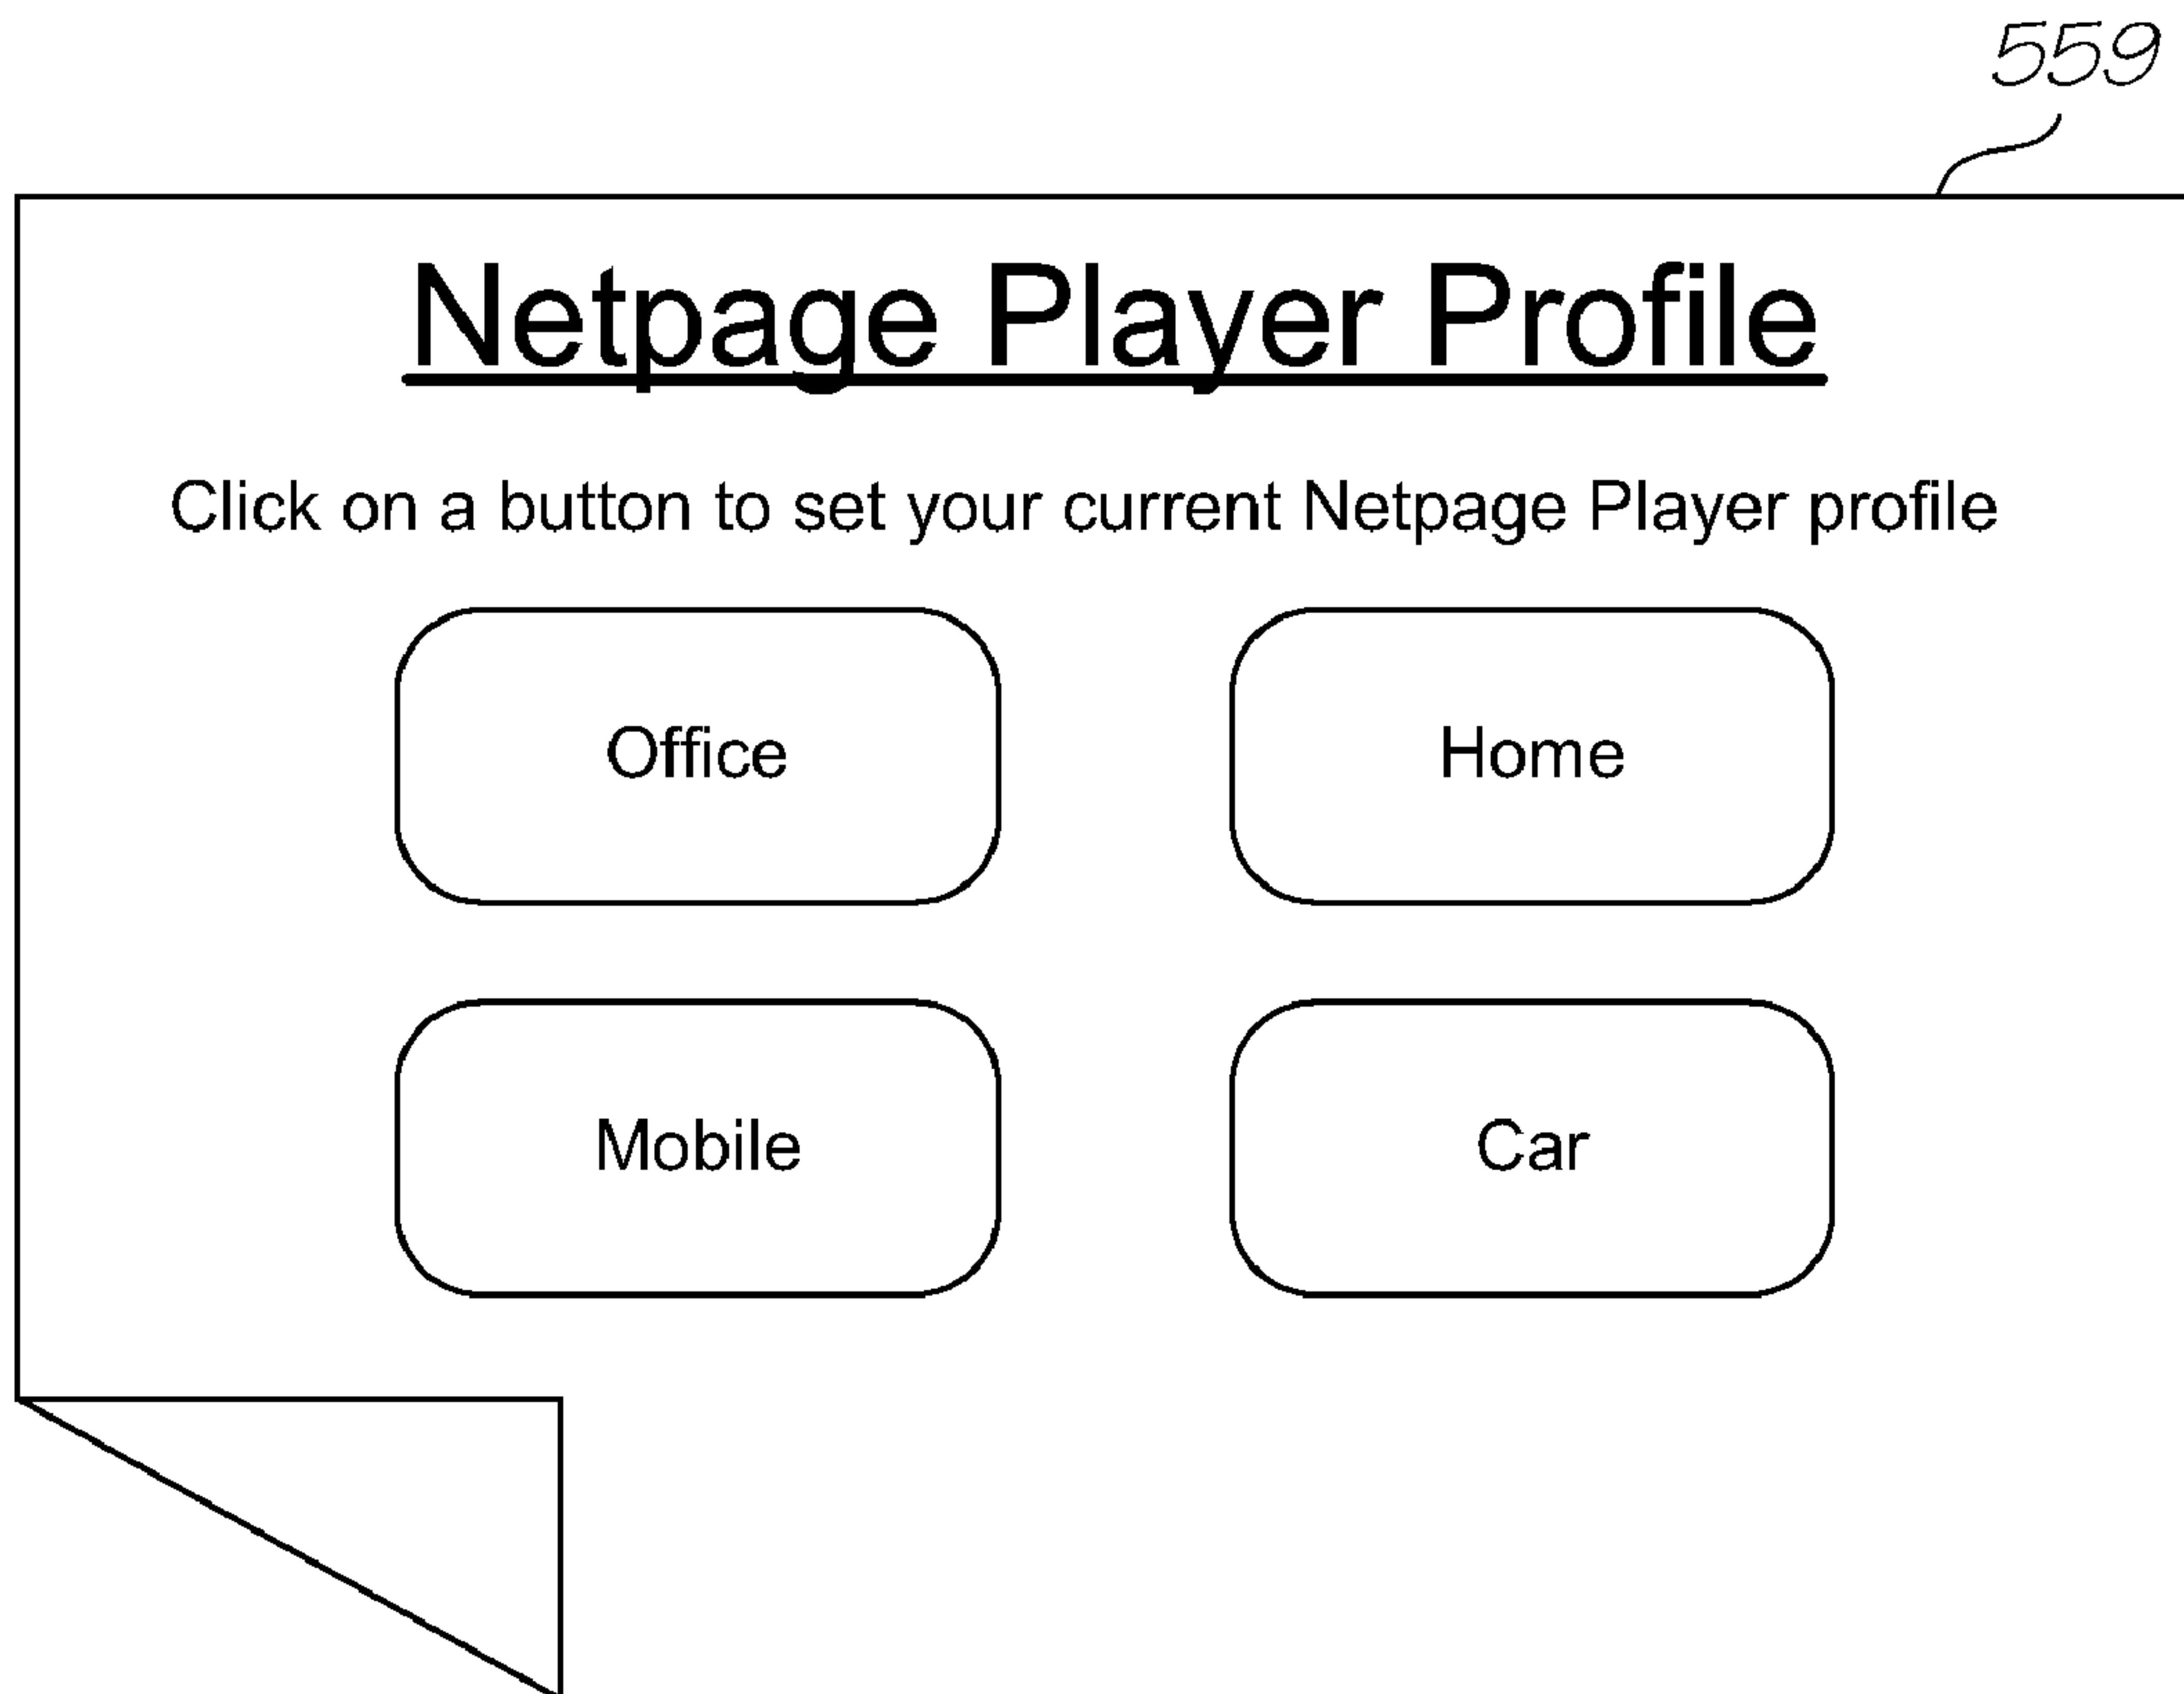 559
Netpage Player Profile
Click on a button to set your current Netpage Player profile
Office Home
Mobile Car